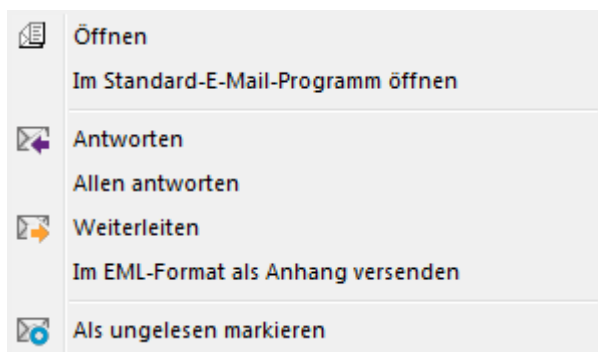 Öffnen
Im Standard-E-Mail-Programm öffnen
Antworten
Allen antworten
Weiterleiten
Im EML-Format als Anhang versenden
Als ungelesen markieren